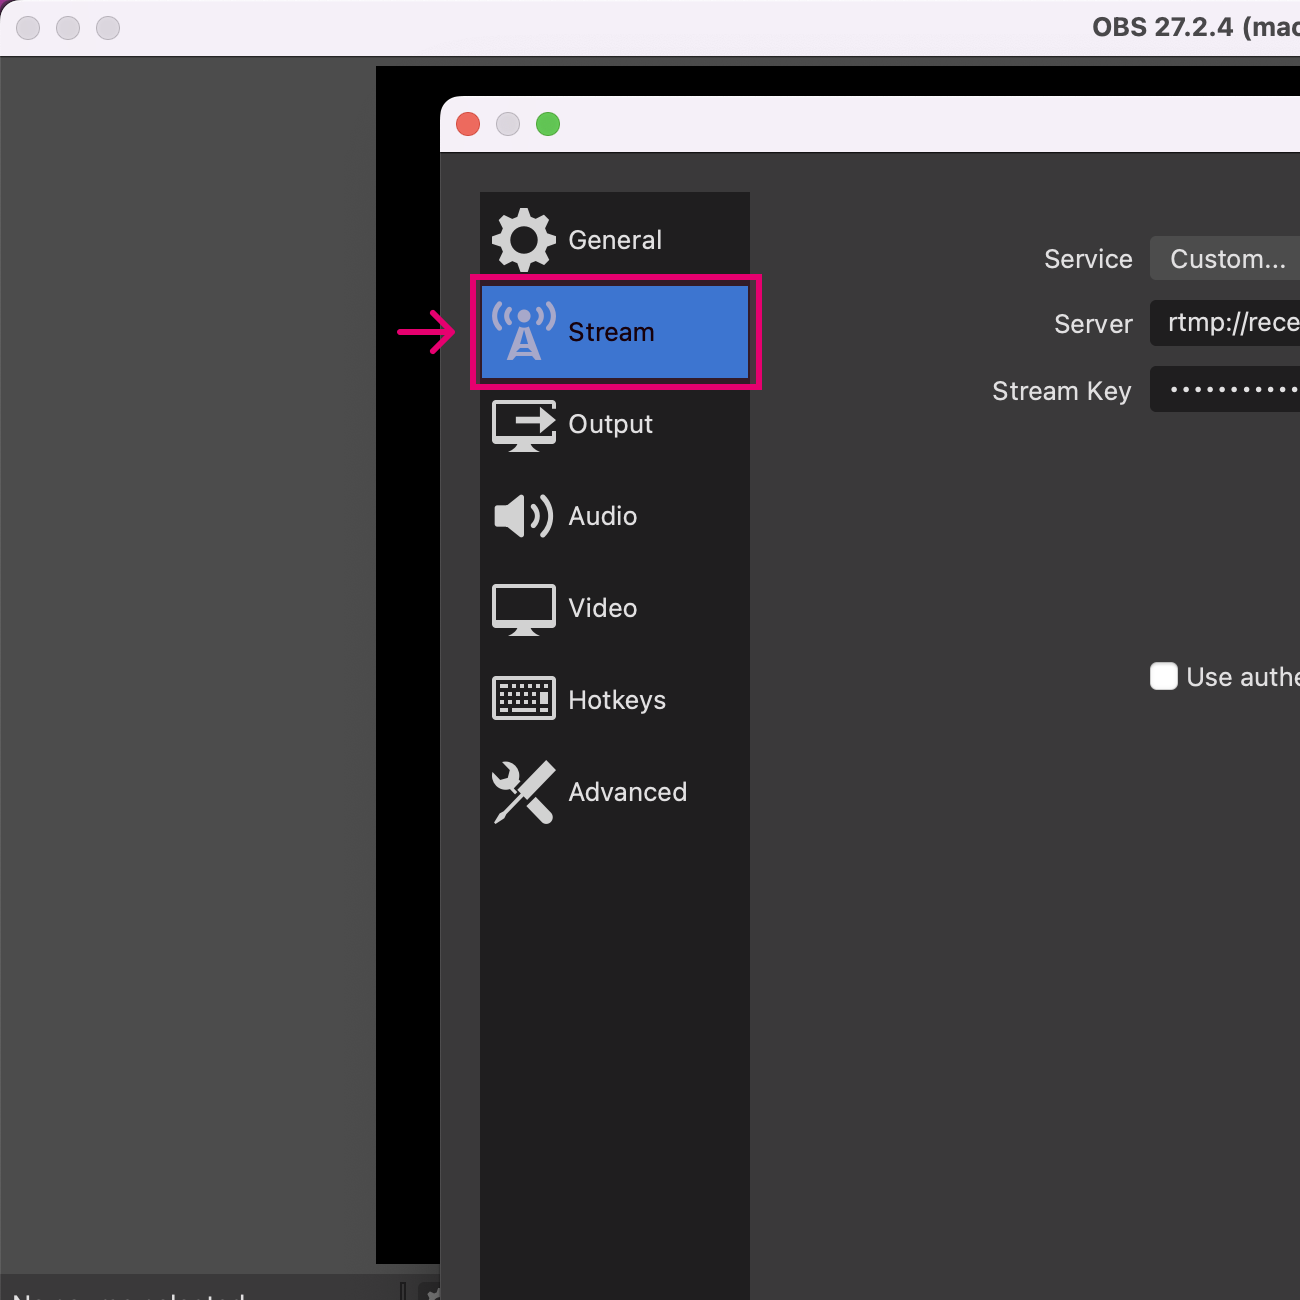 OBS 27.2.4 (mac
General
Stream
Output
Audio
Video
Hotkeys
Advanced
Service Custom...
Server rtmp://rece
Stream Key ...........
Use authe